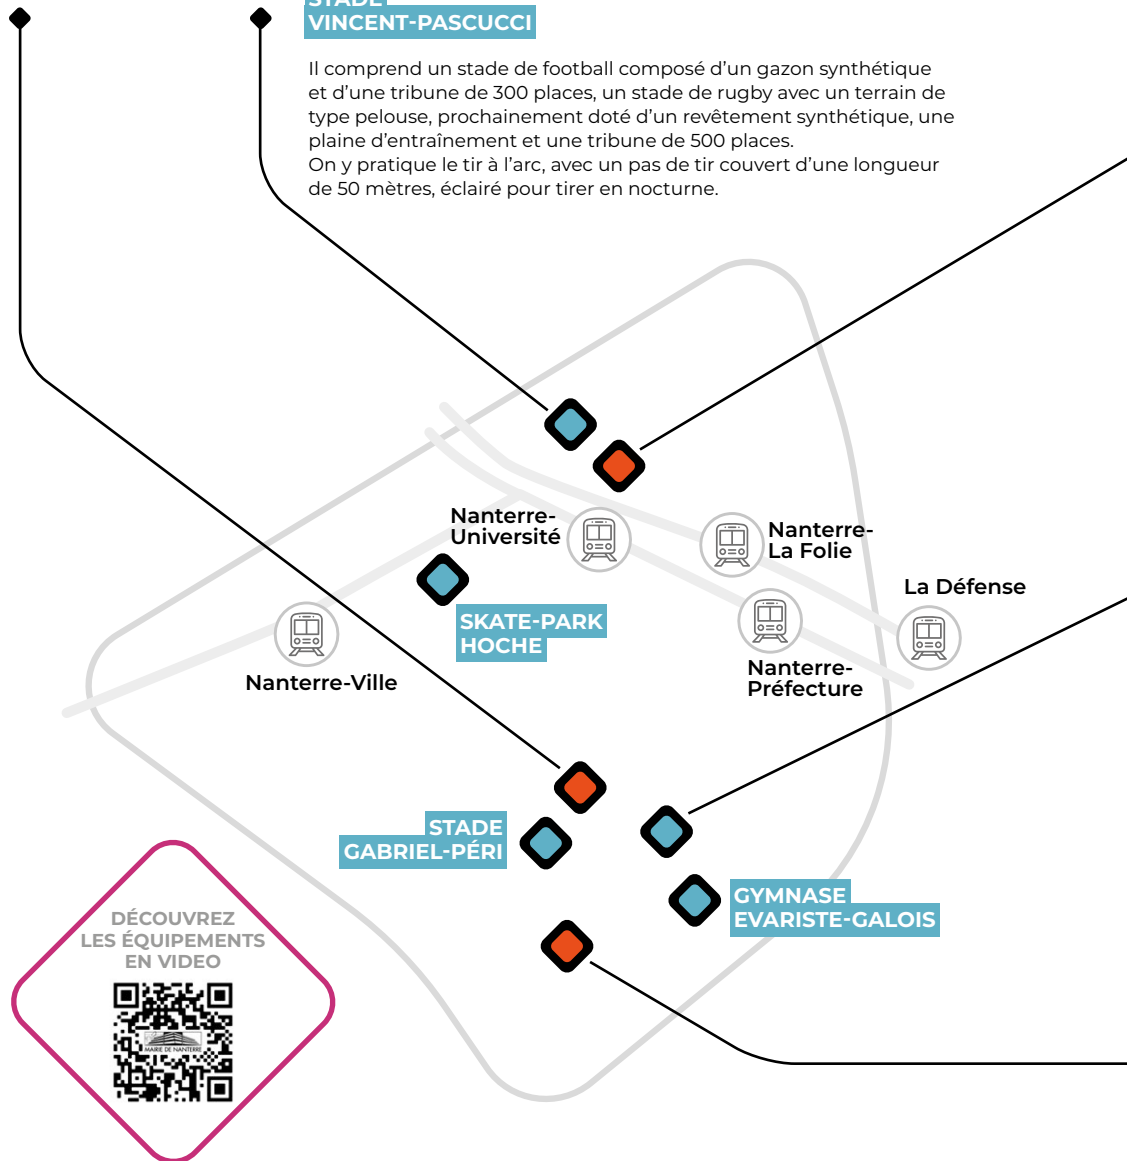 STADE
VINCENT-PASCUCCI
Il comprend un stade de football composé d’un gazon synthétique
et d’une tribune de 300 places, un stade de rugby avec un terrain de
type pelouse, prochainement doté d’un revêtement synthétique, une
plaine d’entraînement et une tribune de 500 places.
On y pratique le tir à l’arc, avec un pas de tir couvert d’une longueur
de 50 mètres, éclairé pour tirer en nocturne.
Nanterre-
Université
Nanterre-
La Folie
La Défense
SKATE-PARK
HOCHE
Nanterre-Ville
Nanterre-
Préfecture
STADE
GABRIEL-PÉRI
GYMNASE
EVARISTE-GALOIS
DÉCOUVREZ
LES ÉQUIPEMENTS
EN VIDEO
MAIRIE DE NANTERRE